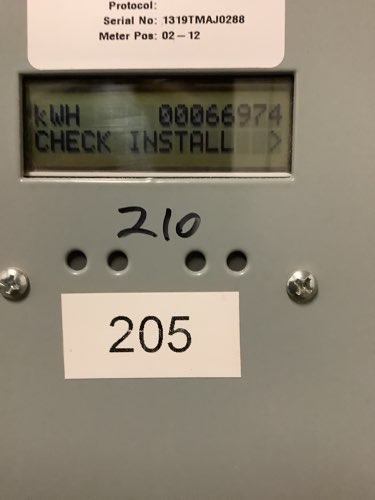 Protocol:
Serial No: 1319TMAJ0288
Meter Pos: 02-12
kWH 00066974
CHECK INSTALL >
210
205